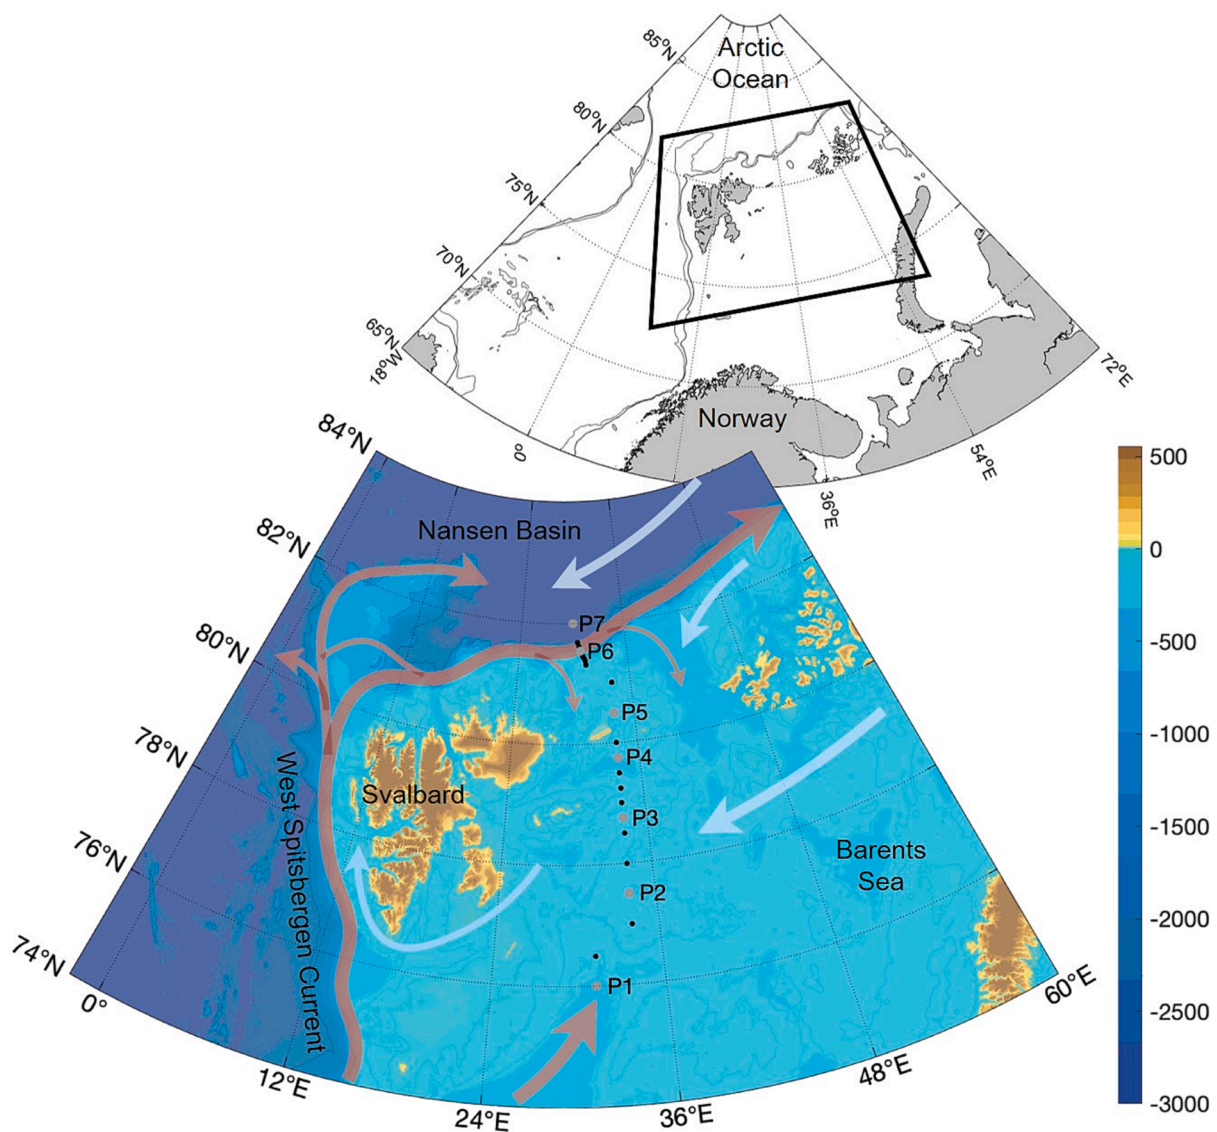 Arctic
Ocean
85°N
80°N
75°N
70°N
65°N
18°W
0°
36°E
54°E
72°E
Norway
84°N
82°N
80°N
78°N
76°N
74°N
0°
12°E
24°E
36°E
48°E
60°E
Nansen Basin
P7
P6
P5
P4
P3
P2
P1
Svalbard
West Spitsbergen Current
Barents
Sea
500
0
-500
-1000
-1500
-2000
-2500
-3000